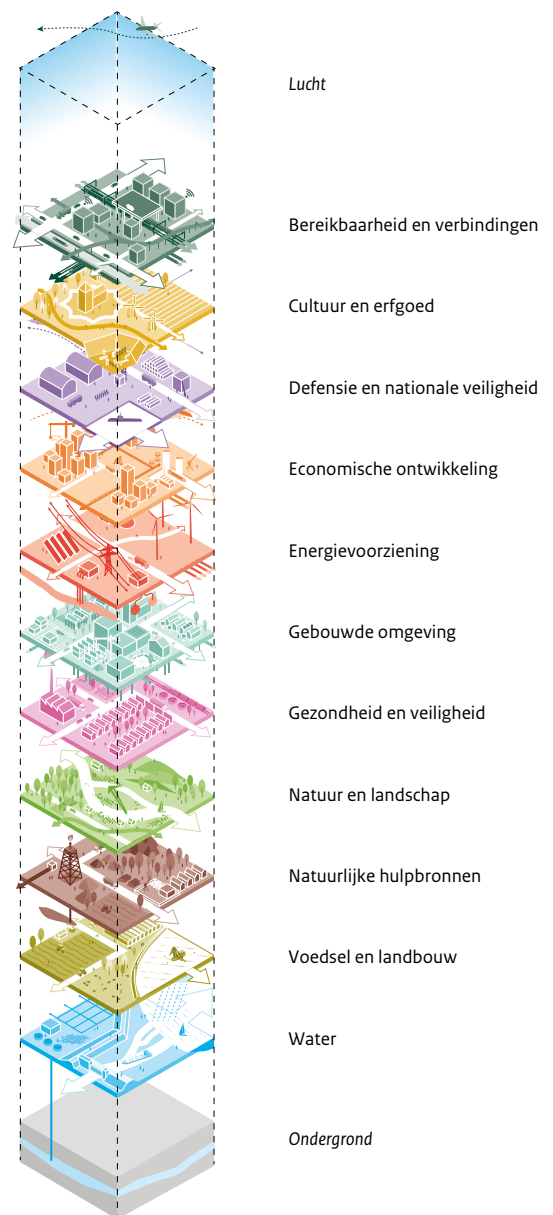 Lucht
Bereikbaarheid en verbindingen
Cultuur en erfgoed
Defensie en nationale veiligheid
Economische ontwikkeling
Energievoorziening
Gebouwde omgeving
Gezondheid en veiligheid
Natuur en landschap
Natuurlijke hulpbronnen
Voedsel en landbouw
Water
Ondergrond